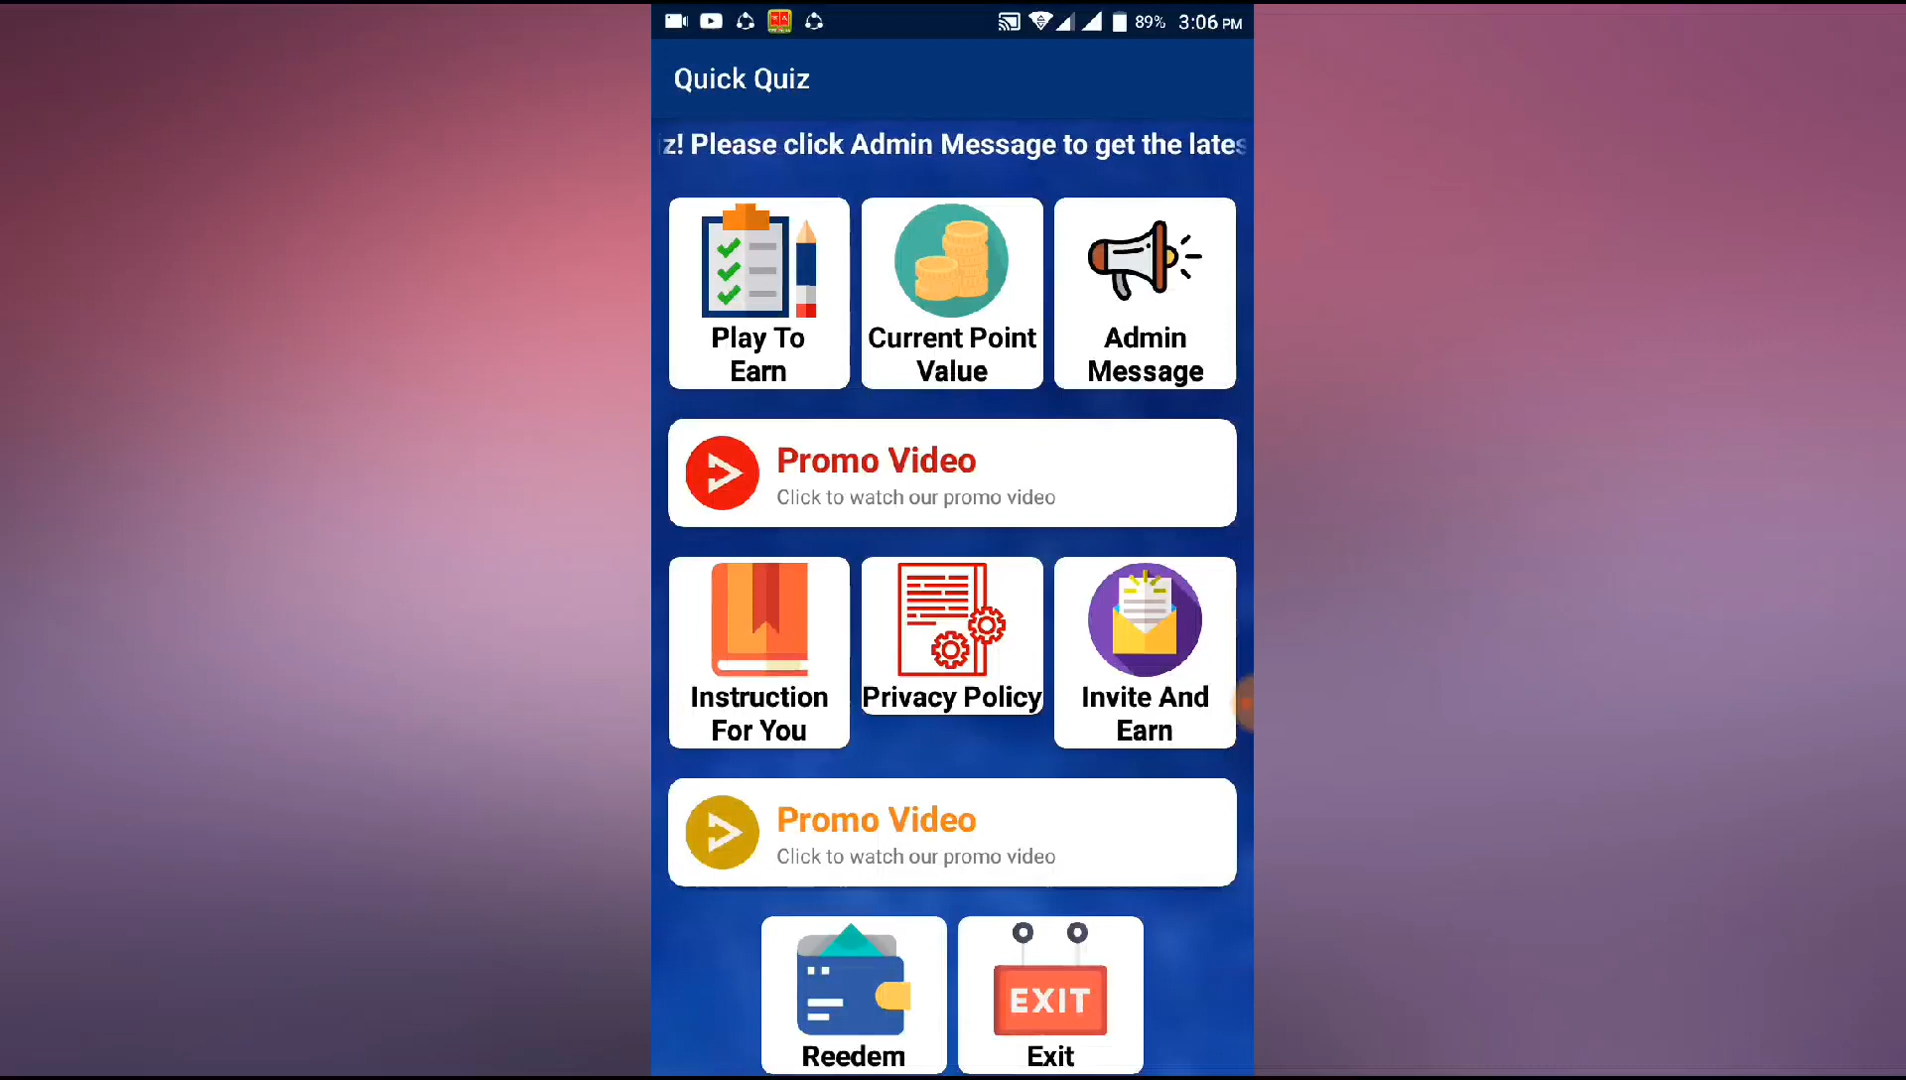 89% 3:06 PM
Quick Quiz
z! Please click Admin Message to get the lates
Play To
Earn
Current Point
Value
Admin
Message
Promo Video
Click to watch our promo video
Instruction
For You
Privacy Policy
Invite And
Earn
Promo Video
Click to watch our promo video
EXIT
Reedem
Exit